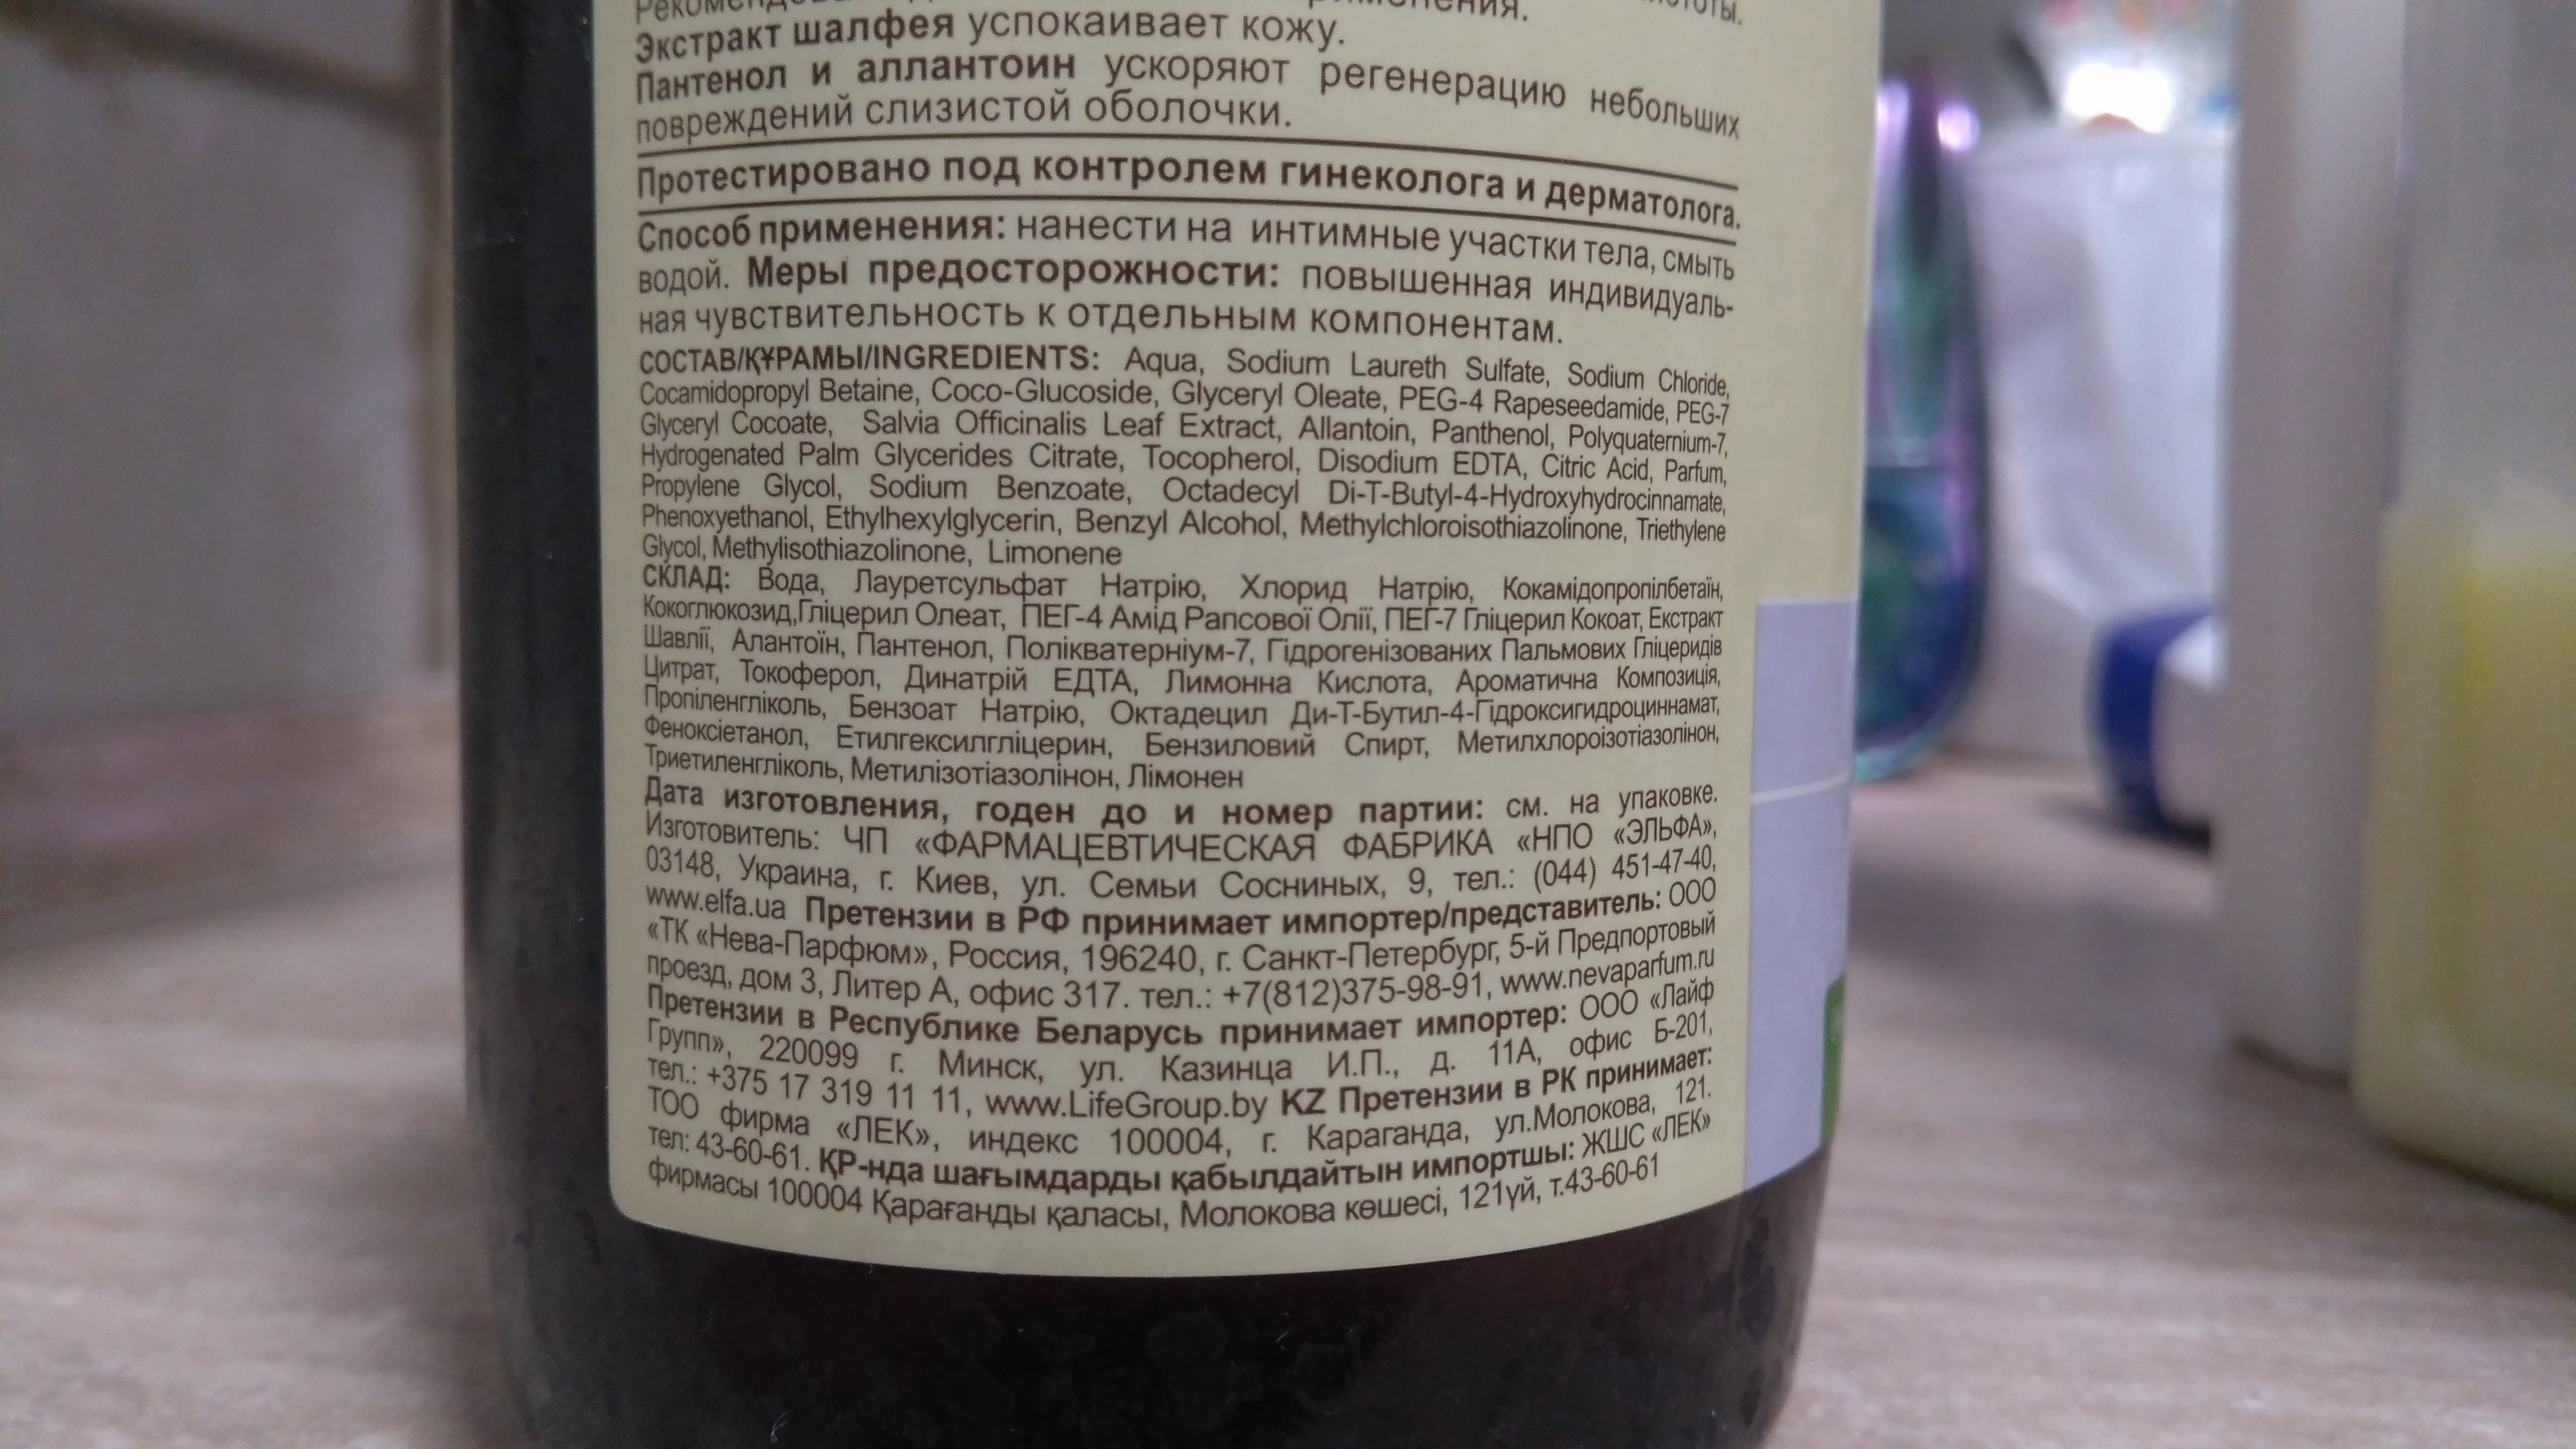 Экстракт шалфея успокаивает кожу.
Пантенол и аллантоин ускоряют регенерацию небольших
повреждений слизистой оболочки.
Протестировано под контролем гинеколога и дерматолога.
Способ применения: нанести на интимные участки тела, смыть
водой. Меры предосторожности: повышенная индивидуаль-
ная чувствительность к отдельным компонентам.
СОСТАВ/ҚҰРАМЫ/INGREDIENTS: Aqua, Sodium Laureth Sulfate, Sodium Chloride,
Cocamidopropyl Betaine, Coco-Glucoside, Glyceryl Oleate, PEG-4 Rapeseedamide, PEG-7
Glyceryl Cocoate, Salvia Officinalis Leaf Extract, Allantoin, Panthenol, Polyquaternium-7,
Hydrogenated Palm Glycerides Citrate, Tocopherol, Disodium EDTA, Citric Acid, Parfum,
Propylene Glycol, Sodium Benzoate, Octadecyl Di-T-Butyl-4-Hydroxyhydrocinnamate,
Phenoxyethanol, Ethylhexylglycerin, Benzyl Alcohol, Methylchloroisothiazolinone, Triethylene
Glycol, Methylisothiazolinone, Limonene
СКЛАД: Вода, Лауретсульфат Натрію, Хлорид Натрію, Кокамідопропілбетаїн,
Кокоглюкозид,Гліцерил Олеат, ПЕГ-4 Амід Рапсової Олії, ПЕГ-7 Гліцерил Кокоат, Екстракт
Шавлії, Алантоїн, Пантенол, Полікватерніум-7, Гідрогенізованих Пальмових Гліцеридів
Цитрат, Токоферол, Динатрій ЕДТА, Лимонна Кислота, Ароматична Композиція,
Пропіленгліколь, Бензоат Натрію, Октадецил Ди-Т-Бутил-4-Гідроксигидроциннамат,
Феноксіетанол, Етилгексилгліцерин, Бензиловий Спирт, Метилхлороізотіазолінон,
Триетиленгліколь, Метилізотіазолінон, Лімонен
Дата изготовления, годен до и номер партии: см. на упаковке.
Изготовитель: ЧП «ФАРМАЦЕВТИЧЕСКАЯ ФАБРИКА «НПО «ЭЛЬФА»,
03148, Украина, г. Киев, ул. Семьи Сосниных, 9, тел.: (044) 451-47-40,
www.elfa.ua Претензии в РФ принимает импортер/представитель: ООО
«ТК «Нева-Парфюм», Россия, 196240, г. Санкт-Петербург, 5-й Предпортовый
проезд, дом 3, Литер А, офис 317. тел.: +7(812)375-98-91, www.nevaparfum.ru
Претензии в Республике Беларусь принимает импортер: ООО «Лайф
Групп», 220099 г. Минск, ул. Казинца И.П., д. 11А, офис Б-201,
тел.: +375 17 319 11 11, www.LifeGroup.by KZ Претензии в РК принимает:
ТОО фирма «ЛЕК», индекс 100004, г. Караганда, ул.Молокова, 121.
тел: 43-60-61. ҚР-нда шағымдарды қабылдайтын импортшы: ЖШС «ЛЕК»
фирмасы 100004 Қарағанды қаласы, Молокова көшесі, 121үй, т.43-60-61